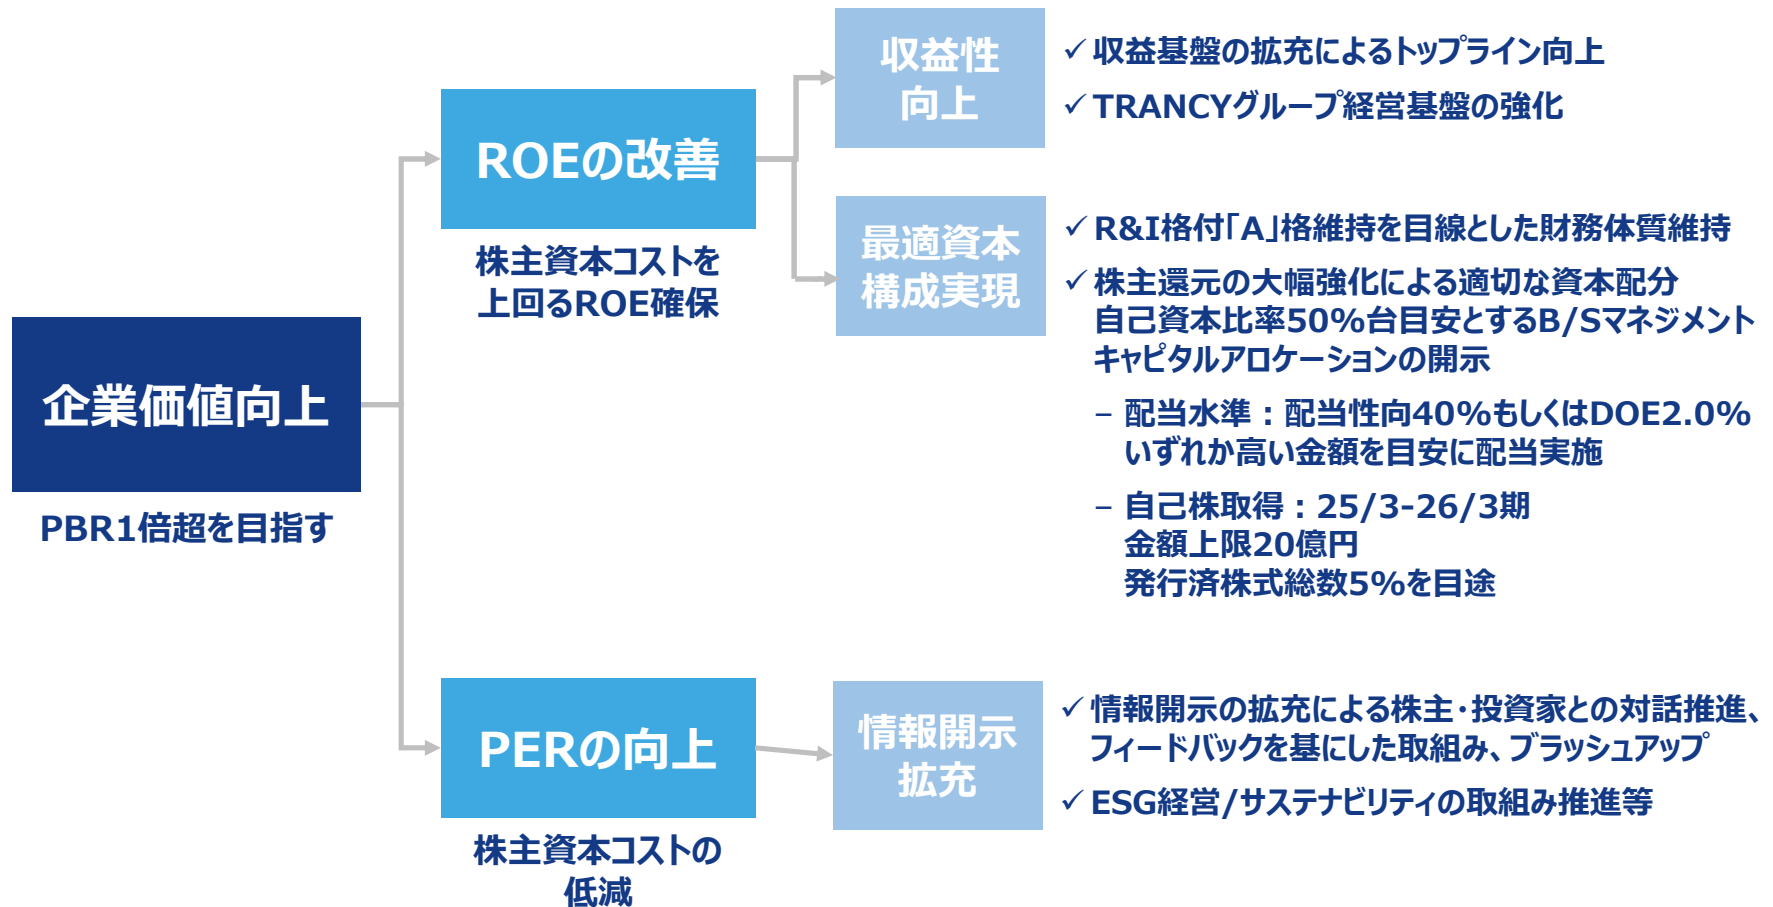 企業価値向上
PBR1倍超を目指す
ROEの改善
株主資本コストを
上回るROE確保
収益性
向上
✓収益基盤の拡充によるトップライン向上
✓TRANCYグループ経営基盤の強化
最適資本
構成実現
✓R&I格付「A」格維持を目線とした財務体質維持
✓株主還元の大幅強化による適切な資本配分
自己資本比率50%台目安とするB/Sマネジメント
キャピタルアロケーションの開示
– 配当水準：配当性向40%もしくはDOE2.0%
いずれか高い金額を目安に配当実施
– 自己株取得：25/3-26/3期
金額上限20億円
発行済株式総数5%を目途
PERの向上
株主資本コストの
低減
情報開示
拡充
✓情報開示の拡充による株主・投資家との対話推進、
フィードバックを基にした取組み、ブラッシュアップ
✓ESG経営/サステナビリティの取組み推進等